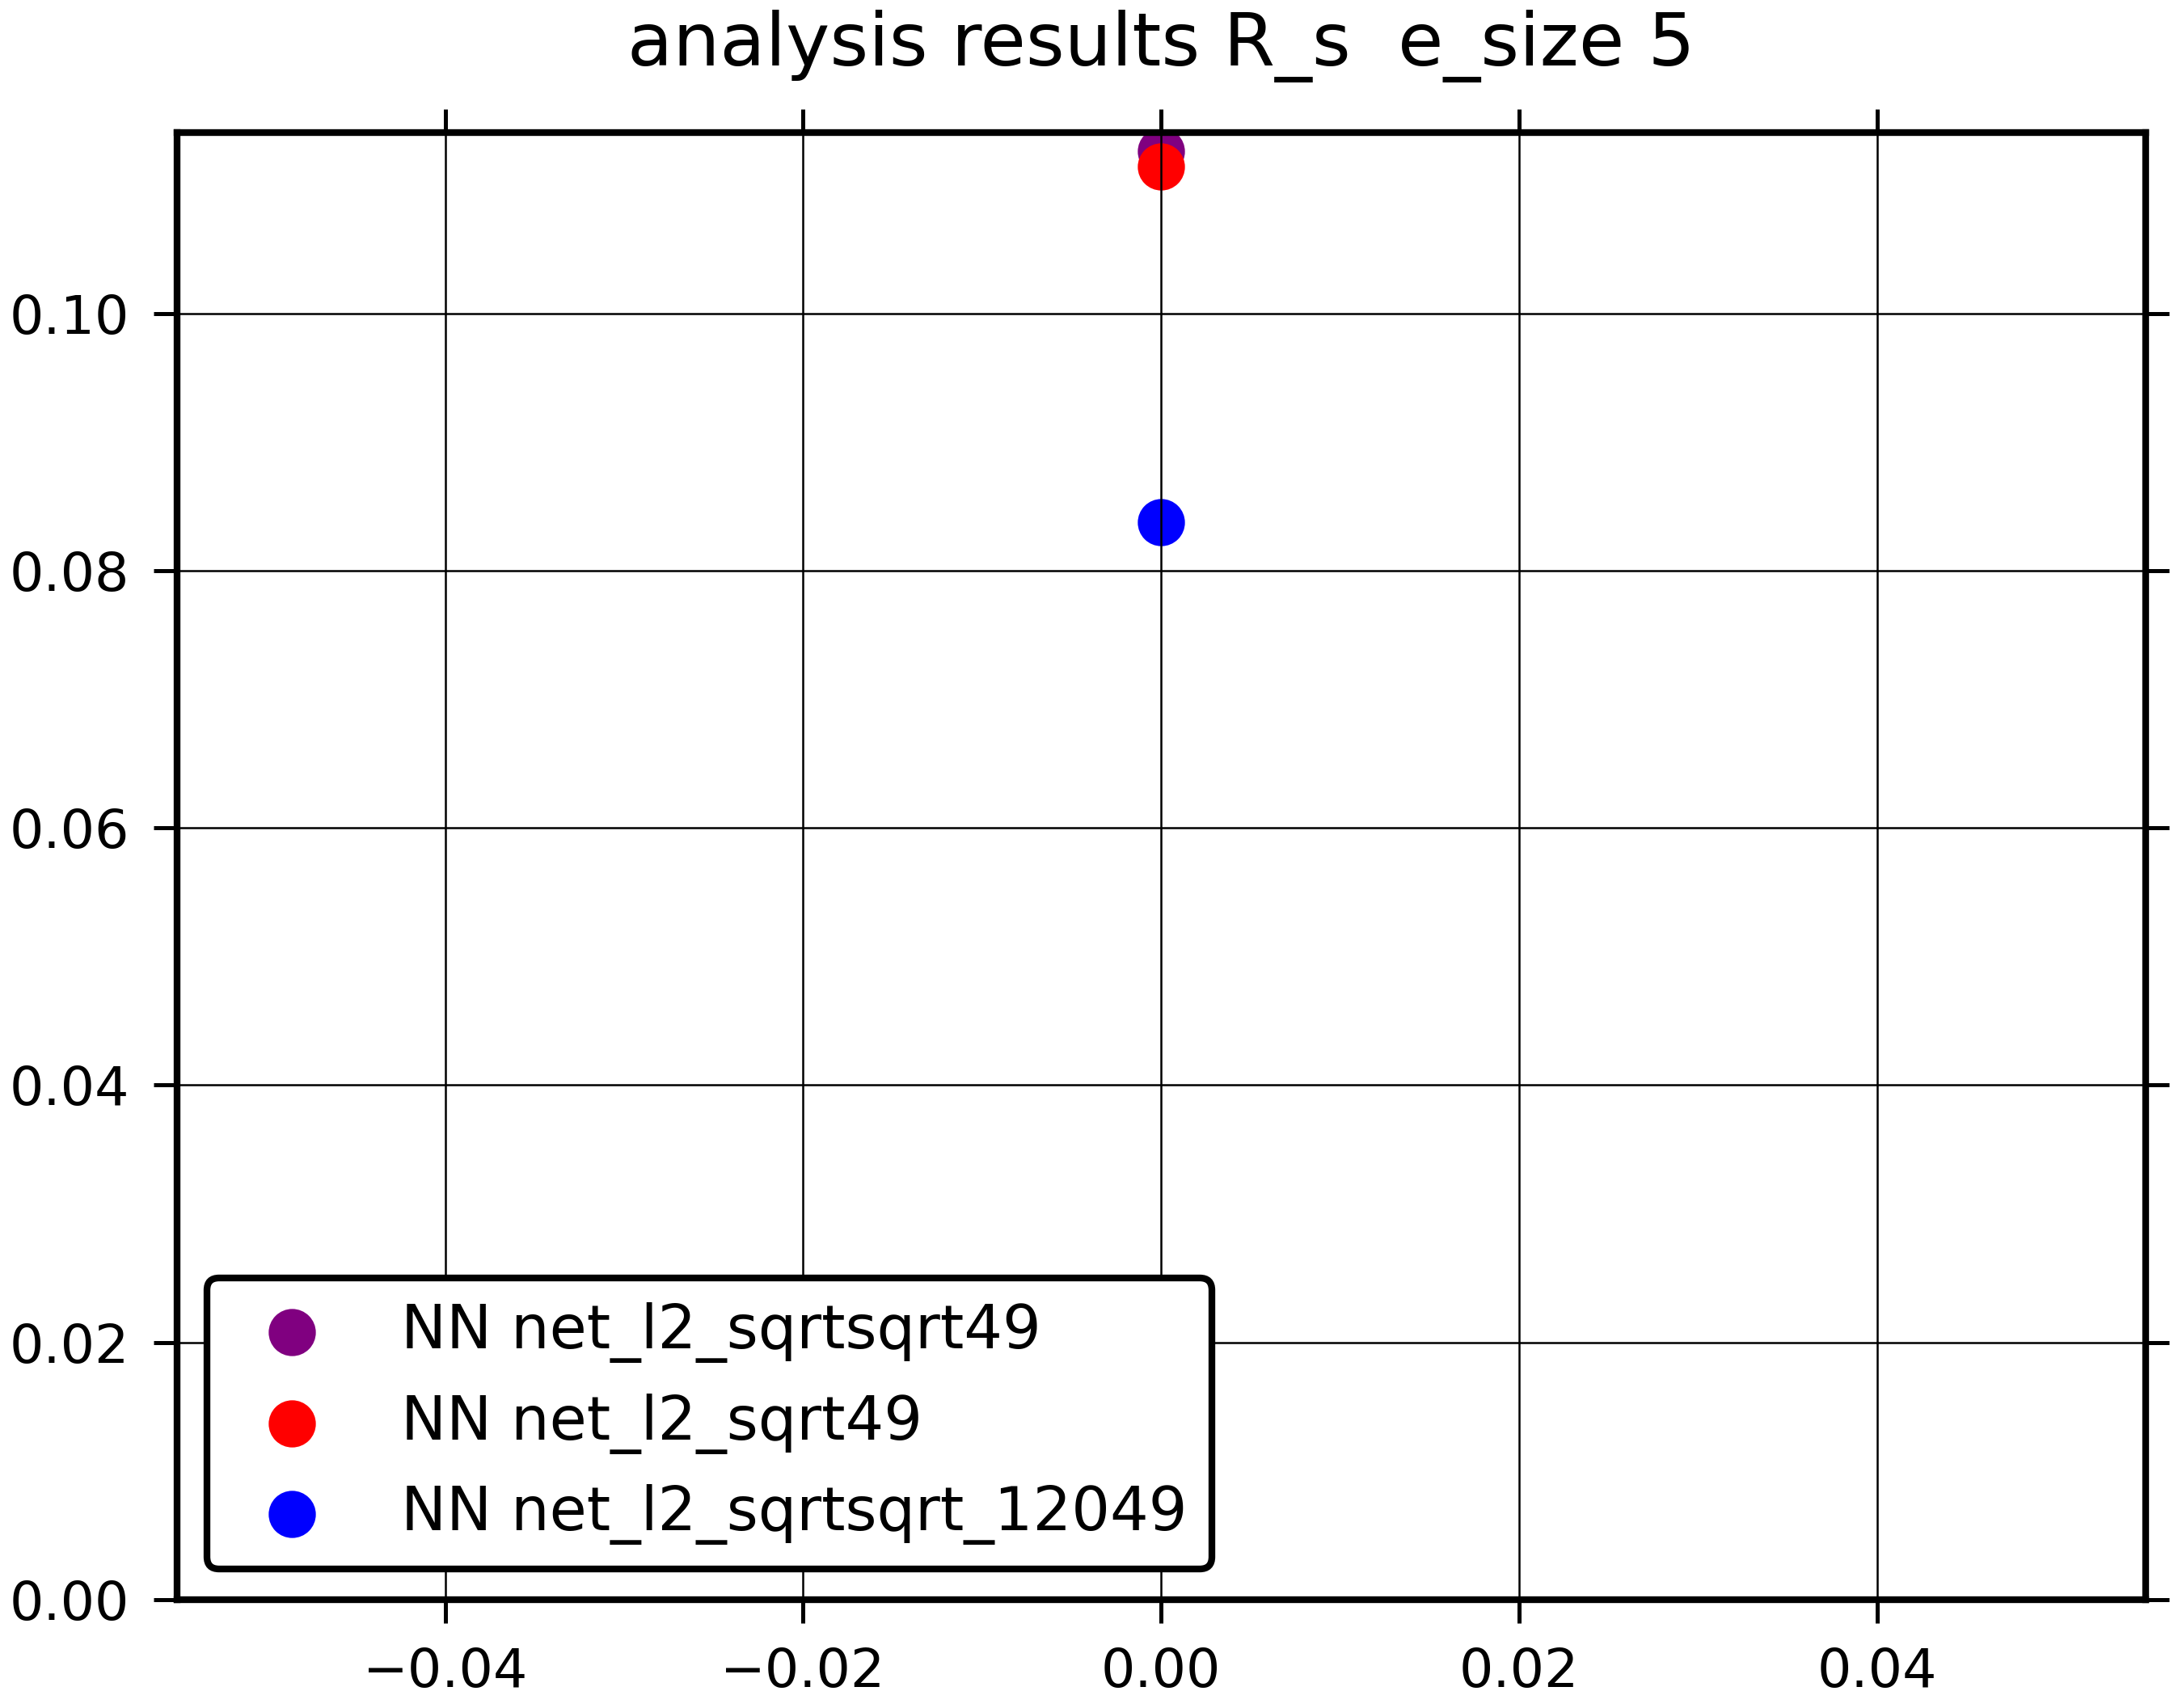 analysis results R_s  e_size 5
0.10
0.08
0.06
0.04
0.02
0.00
NN net_l2_sqrtsqrt49
NN net_l2_sqrt49
NN net_l2_sqrtsqrt_12049
−0.04 −0.02 0.00 0.02 0.04